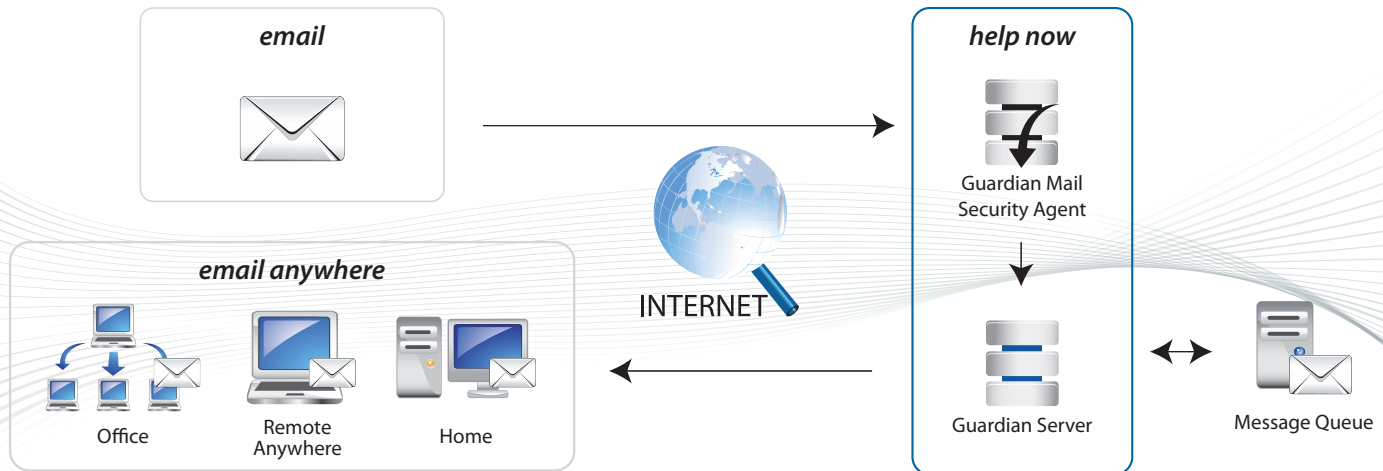 email
help now
Guardian Mail
Security Agent
email anywhere
INTERNET
Office
Remote
Anywhere
Home
Guardian Server
Message Queue